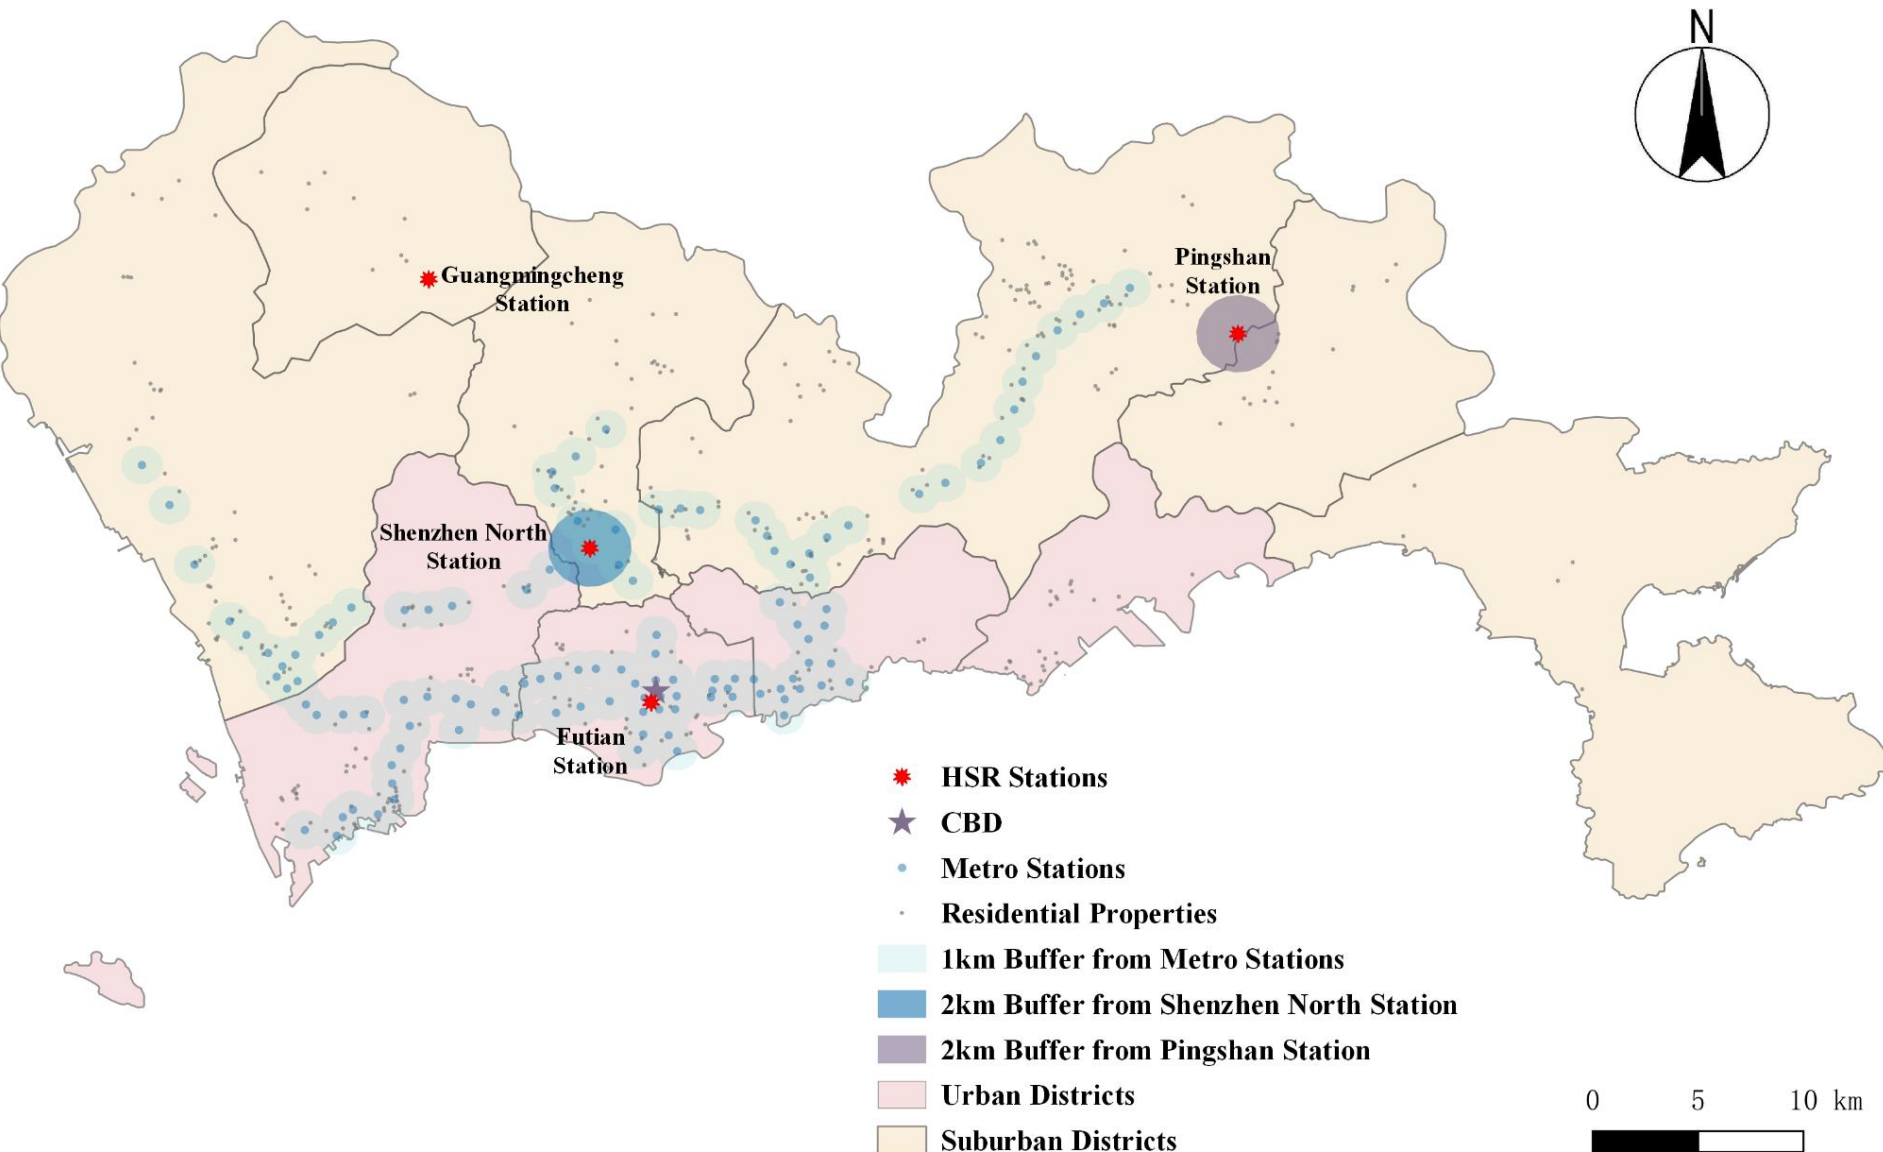 N
Pingshan
Station
Guangmingcheng
Station
Shenzhen North
Station
Futian
Station
HSR Stations
CBD
Metro Stations
Residential Properties
1km Buffer from Metro Stations
2km Buffer from Shenzhen North Station
2km Buffer from Pingshan Station
Urban Districts
Suburban Districts
0 5 10 km